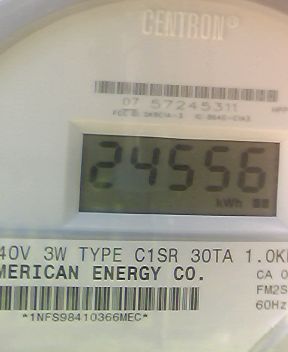 CENTRON®
07 57245311
24556
kWh
40V 3W TYPE C1SR 30TA 1.0K
MERICAN ENERGY CO.
CA 0
FM2S
60Hz
*1NFS98410366MEC*